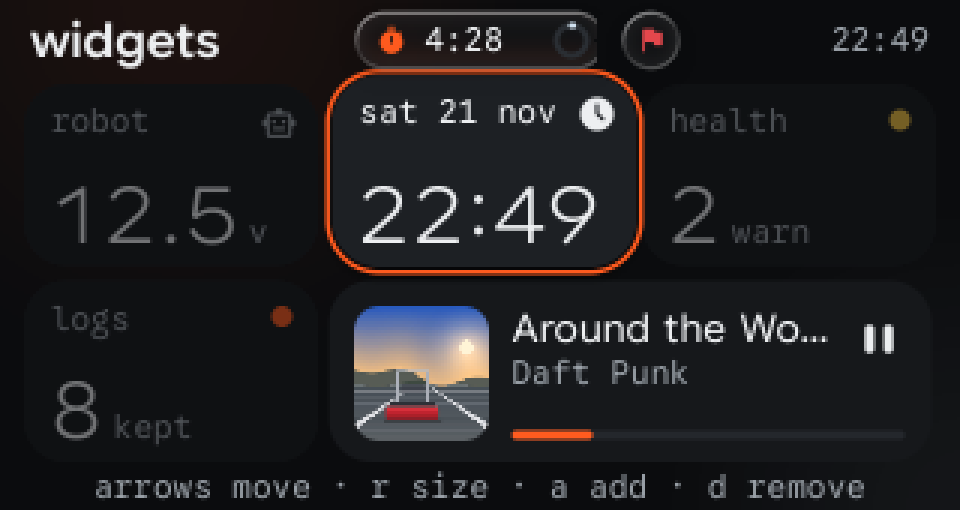 widgets
4:28
22:49
robot
12.5 v
sat 21 nov
22:49
health
2 warn
logs
8 kept
Around the Wo...
Daft Punk
arrows move · r size · a add · d remove